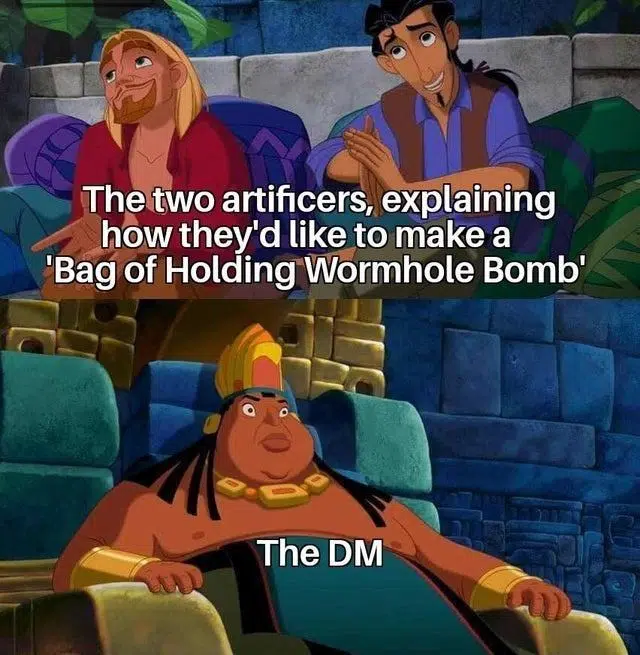 The two artificers, explaining
how they'd like to make a
'Bag of Holding Wormhole Bomb'
The DM